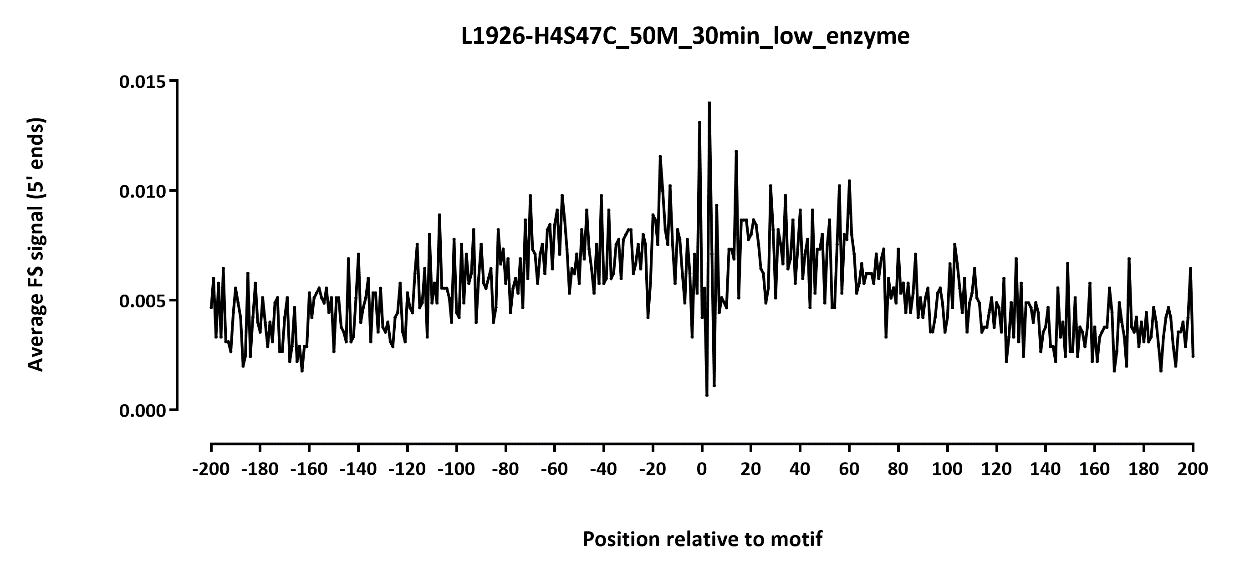 L1926-H4S47C_50M_30min_low_enzyme
Average FS signal (5' ends)
0.015
0.010
0.005
0.000
-200 -180 -160 -140 -120 -100 -80 -60 -40 -20 0 20 40 60 80 100 120 140 160 180 200
Position relative to motif